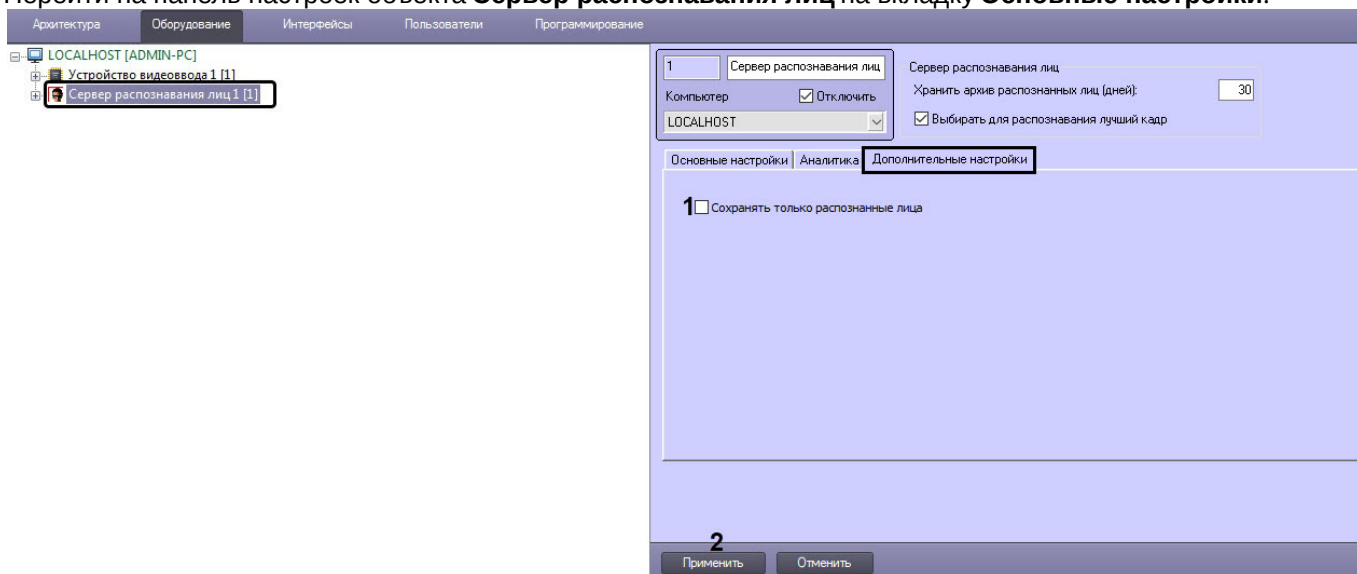 Перейти на панель настроек объекта Сервер распознавания лиц на вкладку Основные настройки.
Архитектура Оборудование Интерфейсы Пользователи Программирование
LOCALHOST [ADMIN-PC]
Устройство видеоввода 1 [1]
Сервер распознавания лиц 1 [1]
1 Сервер распознавания лиц
Компьютер Отключить
LOCALHOST
Сервер распознавания лиц
Хранить архив распознанных лиц (дней): 30
Выбирать для распознавания лучший кадр
Основные настройки Аналитика Дополнительные настройки
1 Сохранять только распознанные лица
2
Применить Отменить